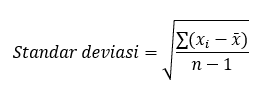 Standar deviasi = √(∑(xᵢ − x̄) / (n − 1))